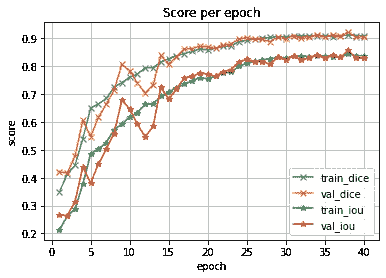 Score per epoch
0.9
0.8
0.7
0.6
0.5
0.4
0.3
0.2
score
0 5 10 15 20 25 30 35 40
epoch
train_dice
val_dice
train_iou
val_iou